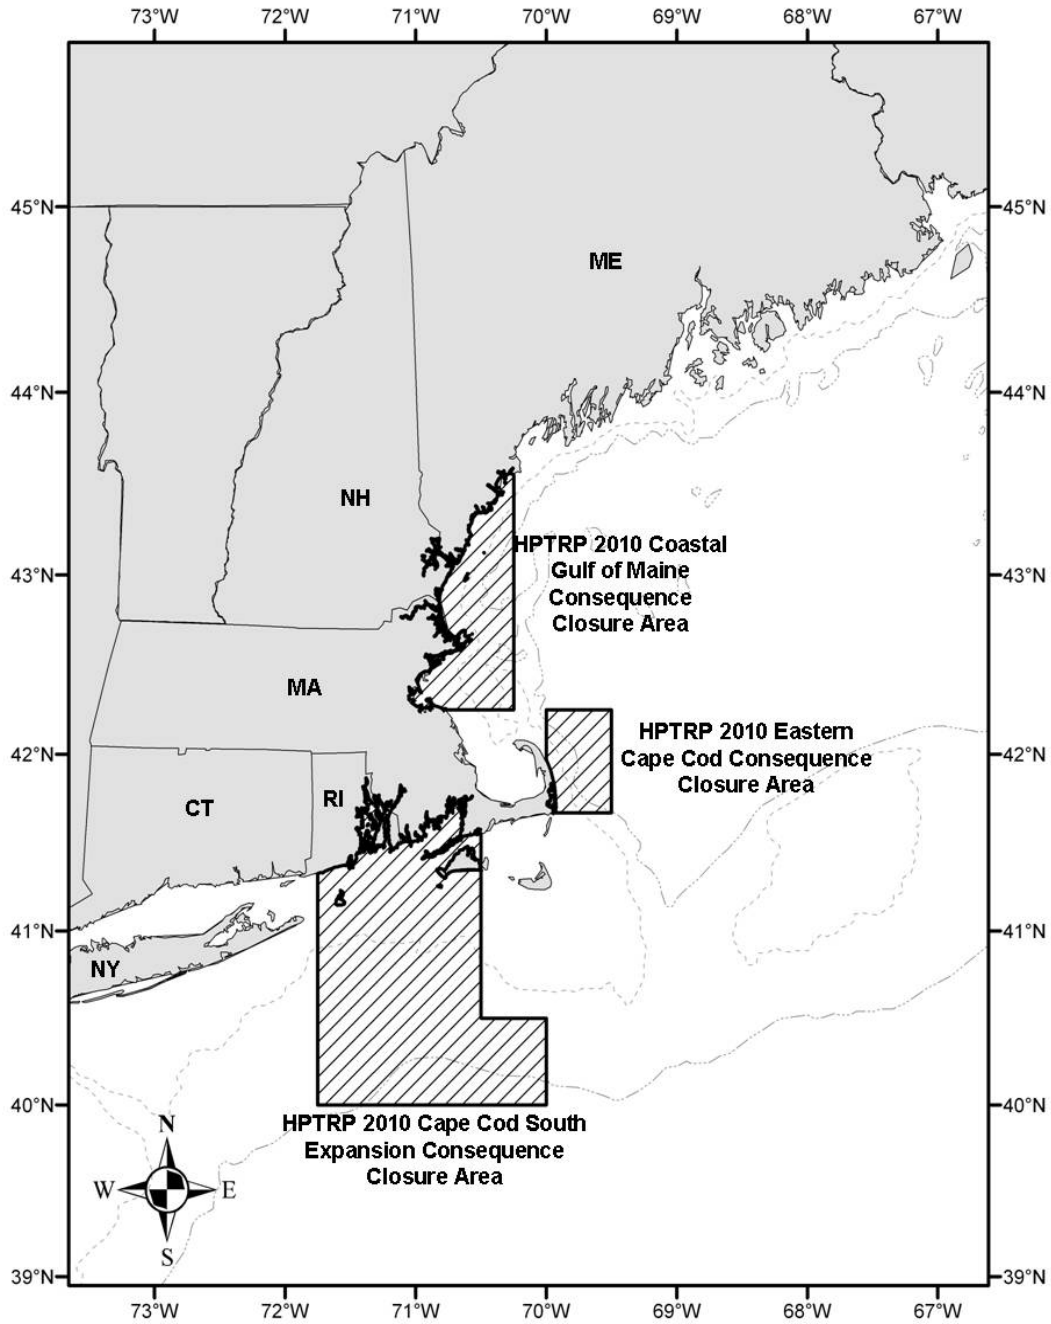 73°W 72°W 71°W 70°W 69°W 68°W 67°W
45°N 45°N
ME
44°N 44°N
NH
HPTRP 2010 Coastal
Gulf of Maine
Consequence
Closure Area
43°N 43°N
MA
HPTRP 2010 Eastern
Cape Cod Consequence
Closure Area
42°N 42°N
CT RI
41°N 41°N
NY
40°N 40°N
HPTRP 2010 Cape Cod South
Expansion Consequence
Closure Area
N
W E
S
39°N 39°N
73°W 72°W 71°W 70°W 69°W 68°W 67°W